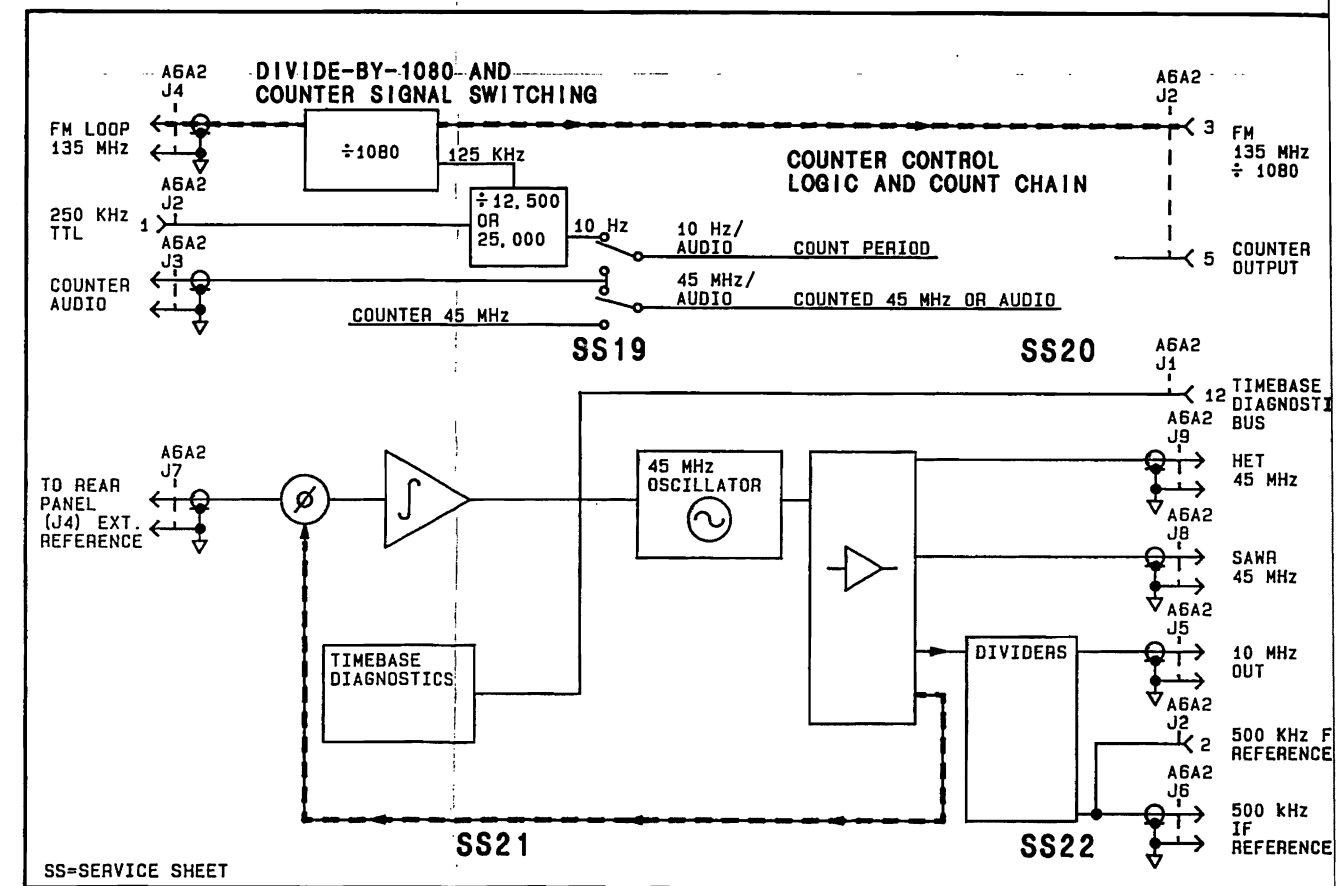 A6A2
J4
DIVIDE-BY-1080 AND
COUNTER SIGNAL SWITCHING
A6A2
J2
FM LOOP
135 MHz
÷1080
125 KHz
3
FM
135 MHz
÷ 1080
COUNTER CONTROL
LOGIC AND COUNT CHAIN
A6A2
J2
250 KHz
TTL
1
÷12,500
OR
25,000
10 Hz
10 Hz/
AUDIO
COUNT PERIOD
5
COUNTER
OUTPUT
A6A2
J3
COUNTER
AUDIO
45 MHz/
AUDIO
COUNTED 45 MHz OR AUDIO
COUNTER 45 MHz
SS19
SS20
A6A2
J1
12
TIMEBASE
DIAGNOSTI
BUS
A6A2
J7
TO REAR
PANEL
(J4) EXT.
REFERENCE
ø
∫
45 MHz
OSCILLATOR
A6A2
J9
HET
45 MHz
A6A2
J8
SAWR
45 MHz
TIMEBASE
DIAGNOSTICS
DIVIDERS
A6A2
J5
10 MHz
OUT
A6A2
J2
2
500 KHz F
REFERENCE
A6A2
J6
500 kHz
IF
REFERENCE
SS21
SS22
SS=SERVICE SHEET